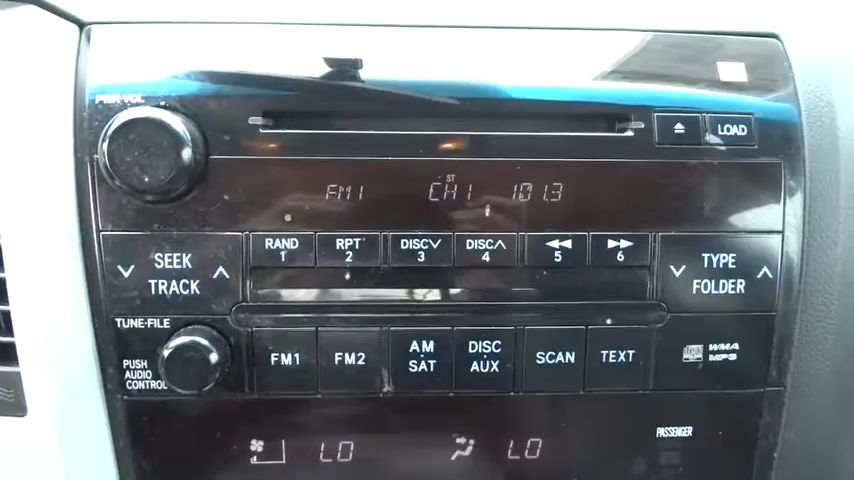 PWR·VOL
LOAD
FM1 ST CH1 101.3
SEEK TRACK
RAND 1
RPT 2
DISC 3
DISC 4
5
6
TYPE FOLDER
TUNE·FILE
PUSH AUDIO CONTROL
FM1
FM2
AM · SAT
DISC · AUX
SCAN
TEXT
WMA MP3
LO
LO
PASSENGER